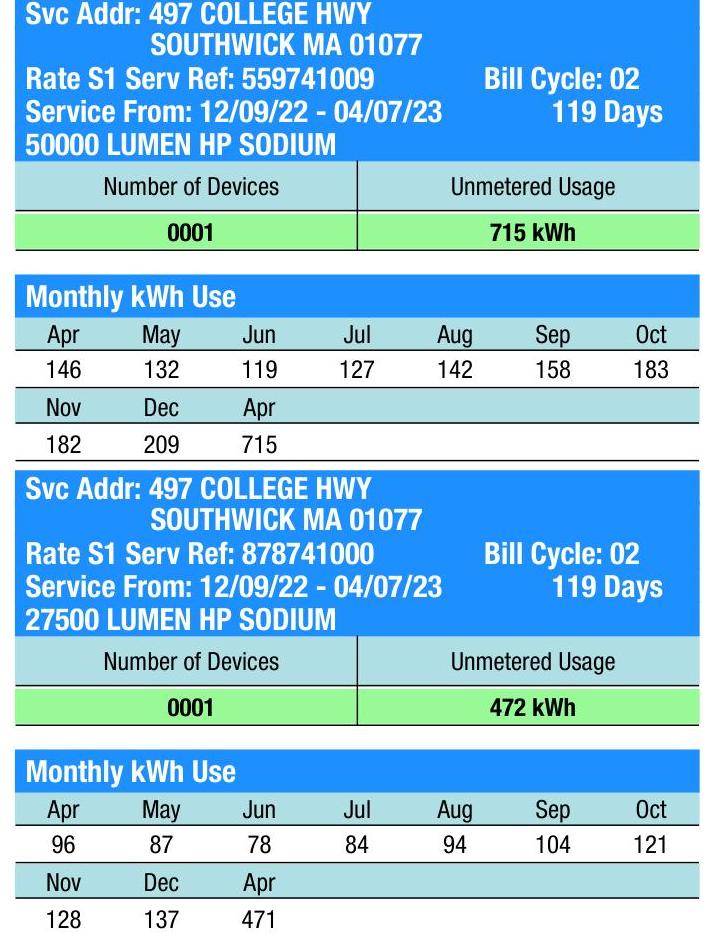 Svc Addr: 497 COLLEGE HWY
SOUTHWICK MA 01077
Rate S1 Serv Ref: 559741009 Bill Cycle: 02
Service From: 12/09/22 - 04/07/23 119 Days
50000 LUMEN HP SODIUM
Number of Devices Unmetered Usage
0001 715 kWh
Monthly kWh Use
Apr May Jun Jul Aug Sep Oct
146 132 119 127 142 158 183
Nov Dec Apr
182 209 715
Svc Addr: 497 COLLEGE HWY
SOUTHWICK MA 01077
Rate S1 Serv Ref: 878741000 Bill Cycle: 02
Service From: 12/09/22 - 04/07/23 119 Days
27500 LUMEN HP SODIUM
Number of Devices Unmetered Usage
0001 472 kWh
Monthly kWh Use
Apr May Jun Jul Aug Sep Oct
96 87 78 84 94 104 121
Nov Dec Apr
128 137 471